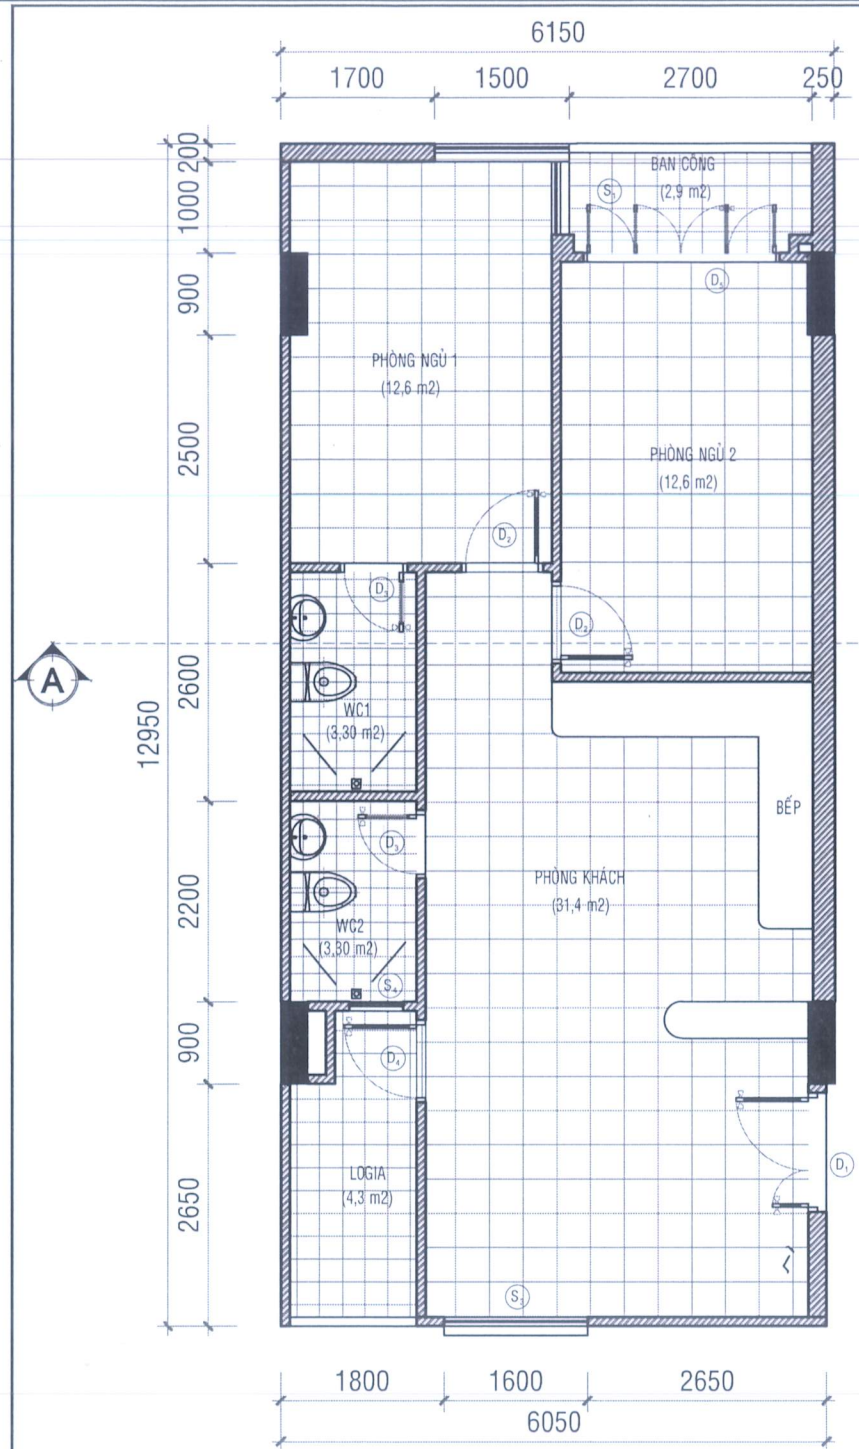 6150
1700 1500 2700 250
200
1000
900
2500
2600
2200
900
2650
12950
BAN CÔNG
(2,9 m2)
S₁
D₅
PHÒNG NGỦ 1
(12,6 m2)
PHÒNG NGỦ 2
(12,6 m2)
D₂
D₃
D₂
A
WC1
(3,30 m2)
BẾP
D₃
PHÒNG KHÁCH
(31,4 m2)
WC2
(3,30 m2)
S₄
D₄
D₁
LOGIA
(4,3 m2)
S₃
1800 1600 2650
6050